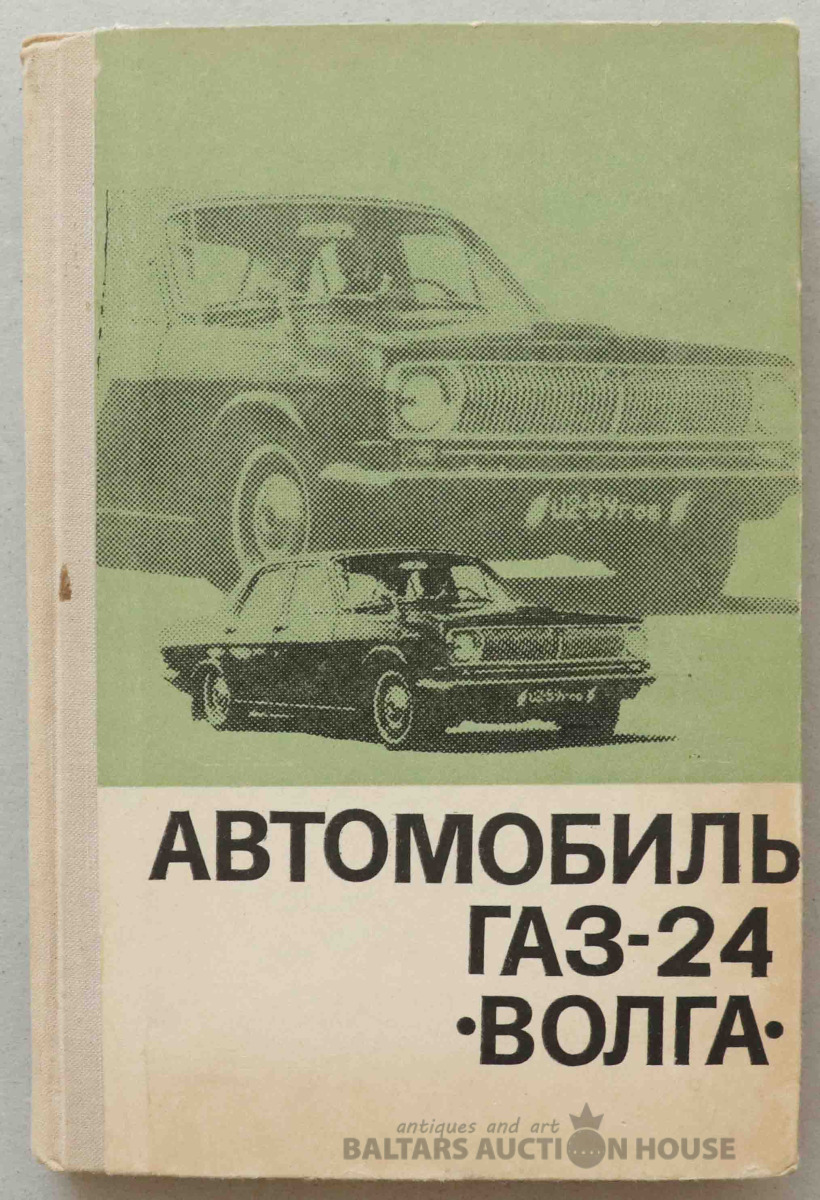 АВТОМОБИЛЬ
ГАЗ-24
•ВОЛГА•
antiques and art
BALTARS AUCTION HOUSE